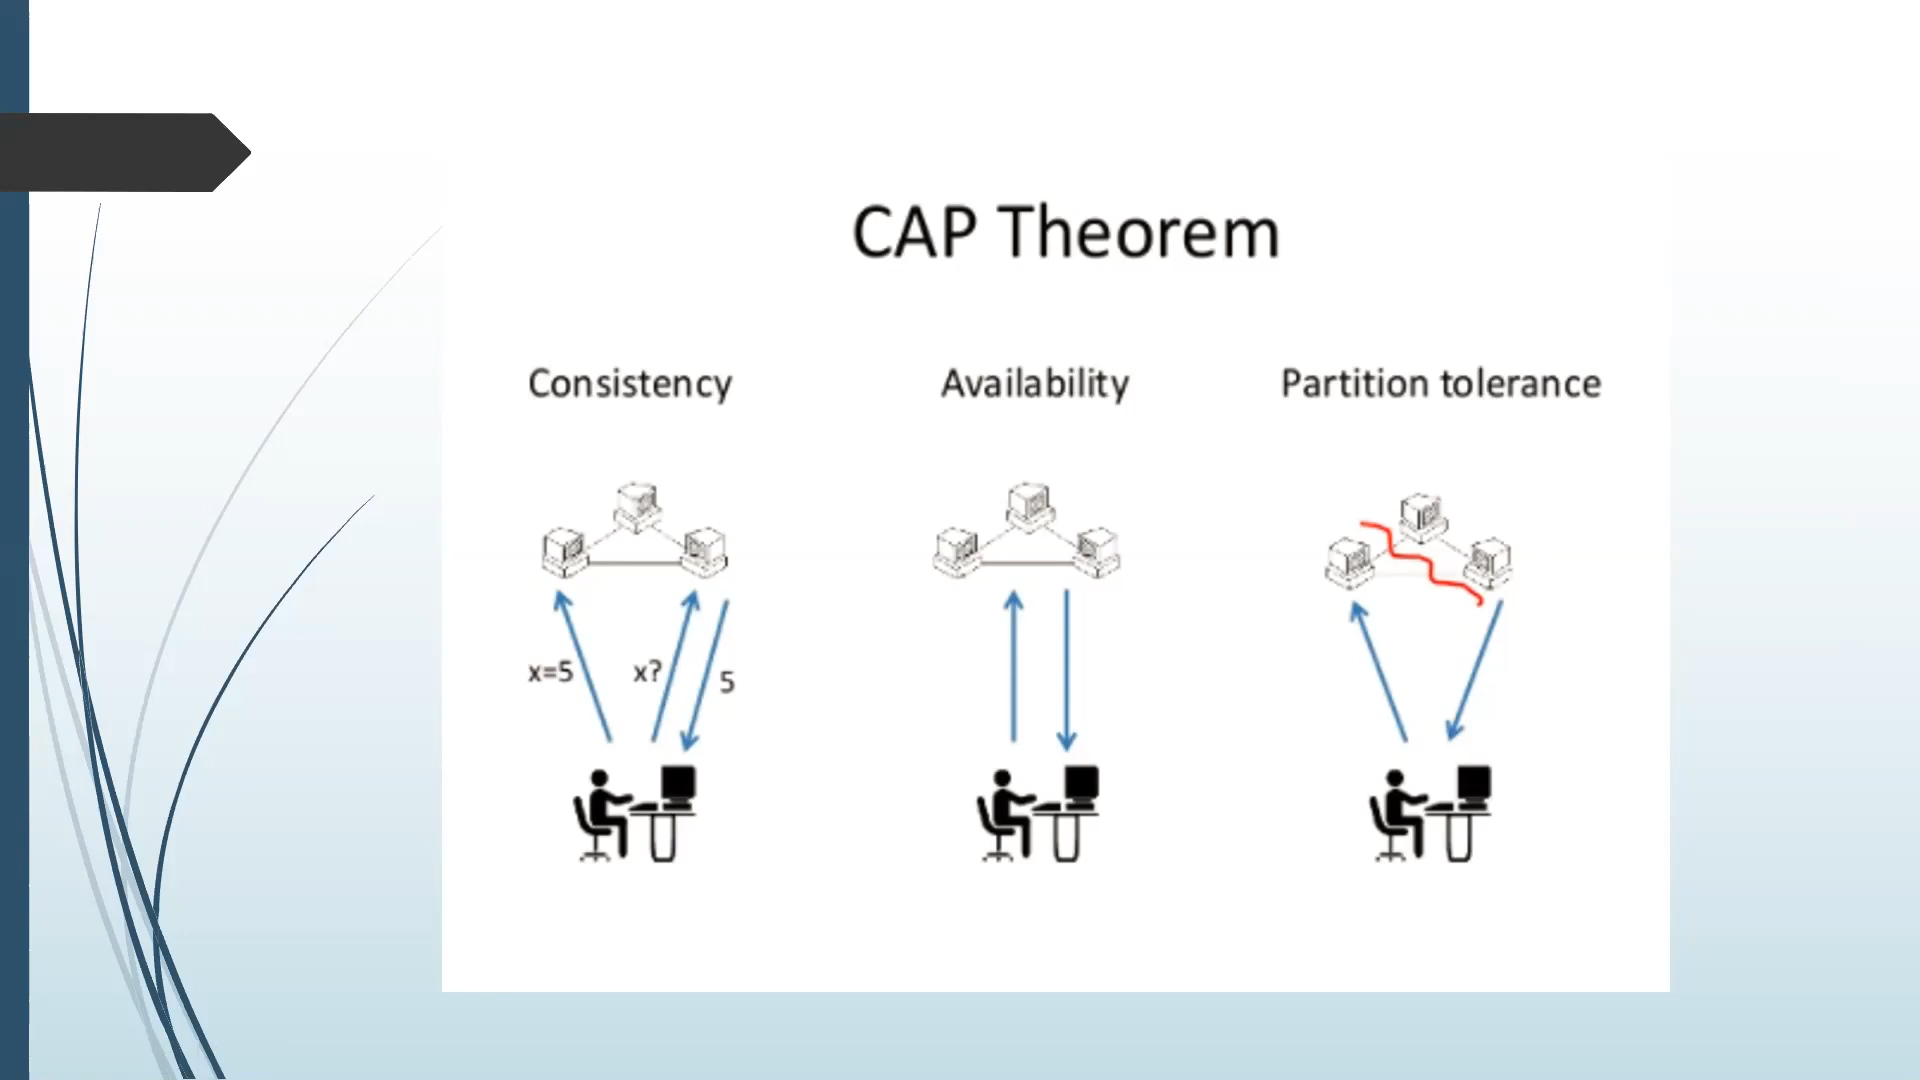 CAP Theorem
Consistency
Availability
Partition tolerance
x=5
x?
5